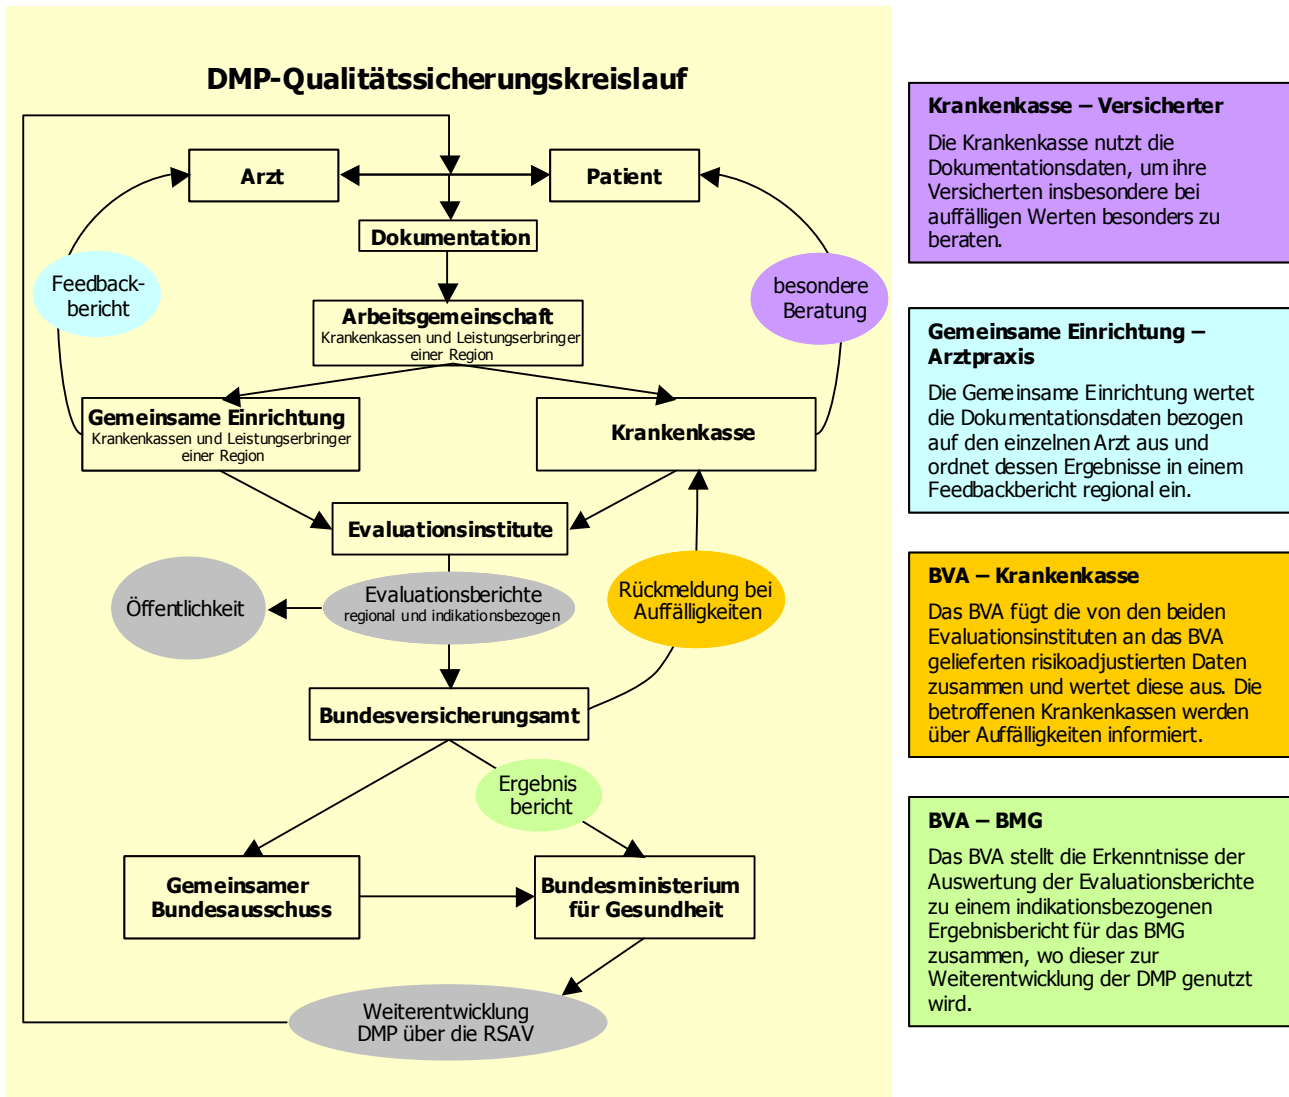 DMP-Qualitätssicherungskreislauf
Arzt
Patient
Dokumentation
Feedback-
bericht
besondere
Beratung
Arbeitsgemeinschaft
Krankenkassen und Leistungserbringer
einer Region
Gemeinsame Einrichtung
Krankenkassen und Leistungserbringer
einer Region
Krankenkasse
Evaluationsinstitute
Öffentlichkeit
Evaluationsberichte
regional und indikationsbezogen
Rückmeldung bei
Auffälligkeiten
Bundesversicherungsamt
Ergebnis
bericht
Gemeinsamer
Bundesausschuss
Bundesministerium
für Gesundheit
Weiterentwicklung
DMP über die RSAV
Krankenkasse – Versicherter
Die Krankenkasse nutzt die
Dokumentationsdaten, um ihre
Versicherten insbesondere bei
auffälligen Werten besonders zu
beraten.
Gemeinsame Einrichtung –
Arztpraxis
Die Gemeinsame Einrichtung wertet
die Dokumentationsdaten bezogen
auf den einzelnen Arzt aus und
ordnet dessen Ergebnisse in einem
Feedbackbericht regional ein.
BVA – Krankenkasse
Das BVA fügt die von den beiden
Evaluationsinstituten an das BVA
gelieferten risikoadjustierten Daten
zusammen und wertet diese aus. Die
betroffenen Krankenkassen werden
über Auffälligkeiten informiert.
BVA – BMG
Das BVA stellt die Erkenntnisse der
Auswertung der Evaluationsberichte
zu einem indikationsbezogenen
Ergebnisbericht für das BMG
zusammen, wo dieser zur
Weiterentwicklung der DMP genutzt
wird.